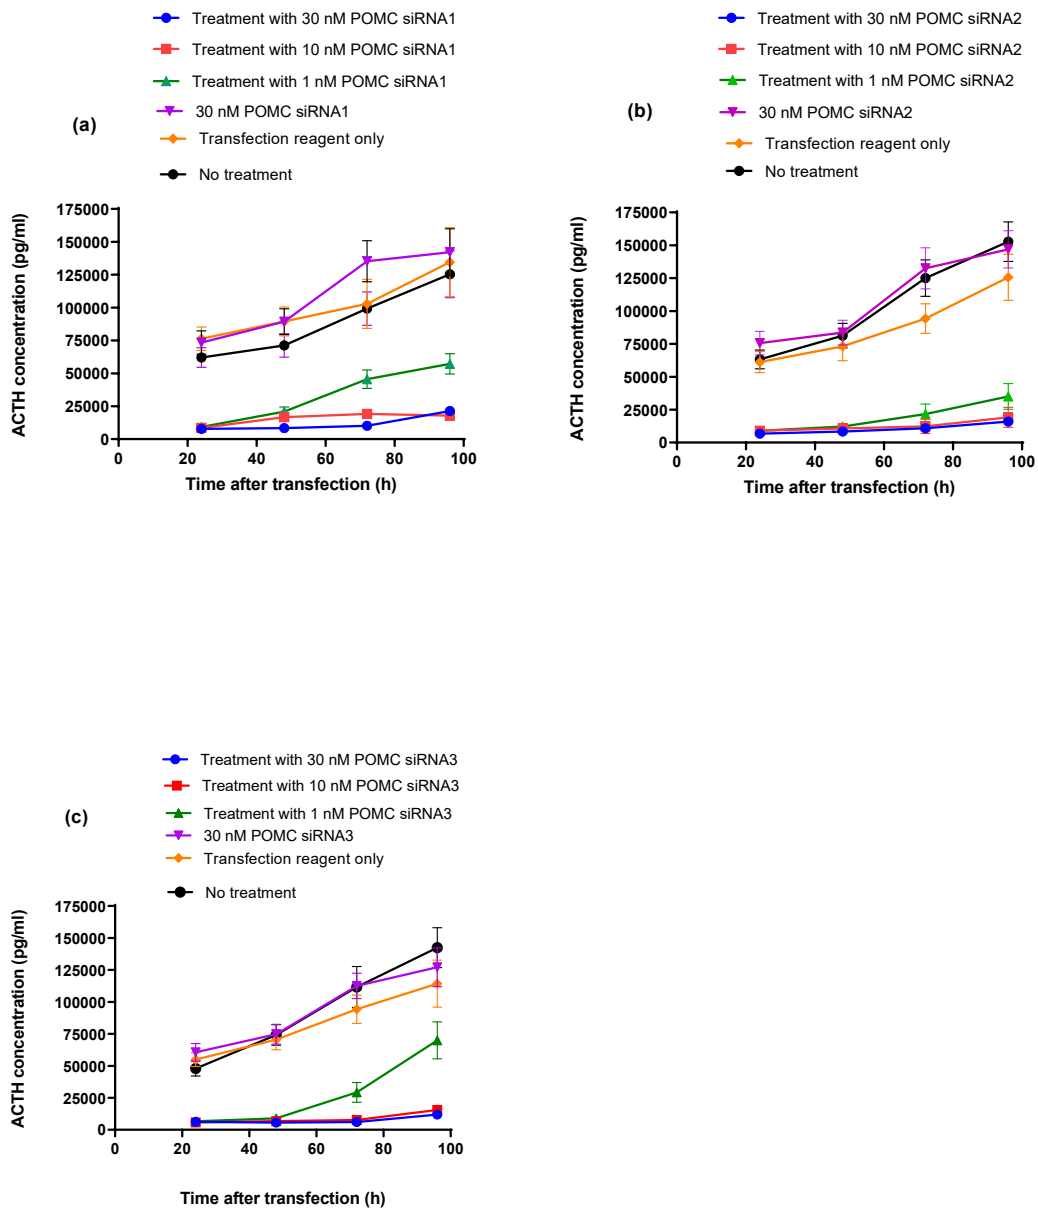 (a)
Treatment with 30 nM POMC siRNA1
Treatment with 10 nM POMC siRNA1
Treatment with 1 nM POMC siRNA1
30 nM POMC siRNA1
Transfection reagent only
No treatment
ACTH concentration (pg/ml)
175000
150000
125000
100000
75000
50000
25000
0
0 20 40 60 80 100
Time after transfection (h)
(b)
Treatment with 30 nM POMC siRNA2
Treatment with 10 nM POMC siRNA2
Treatment with 1 nM POMC siRNA2
30 nM POMC siRNA2
Transfection reagent only
No treatment
ACTH concentration (pg/ml)
175000
150000
125000
100000
75000
50000
25000
0
0 20 40 60 80 100
Time after transfection (h)
(c)
Treatment with 30 nM POMC siRNA3
Treatment with 10 nM POMC siRNA3
Treatment with 1 nM POMC siRNA3
30 nM POMC siRNA3
Transfection reagent only
No treatment
ACTH concentration (pg/ml)
175000
150000
125000
100000
75000
50000
25000
0
0 20 40 60 80 100
Time after transfection (h)